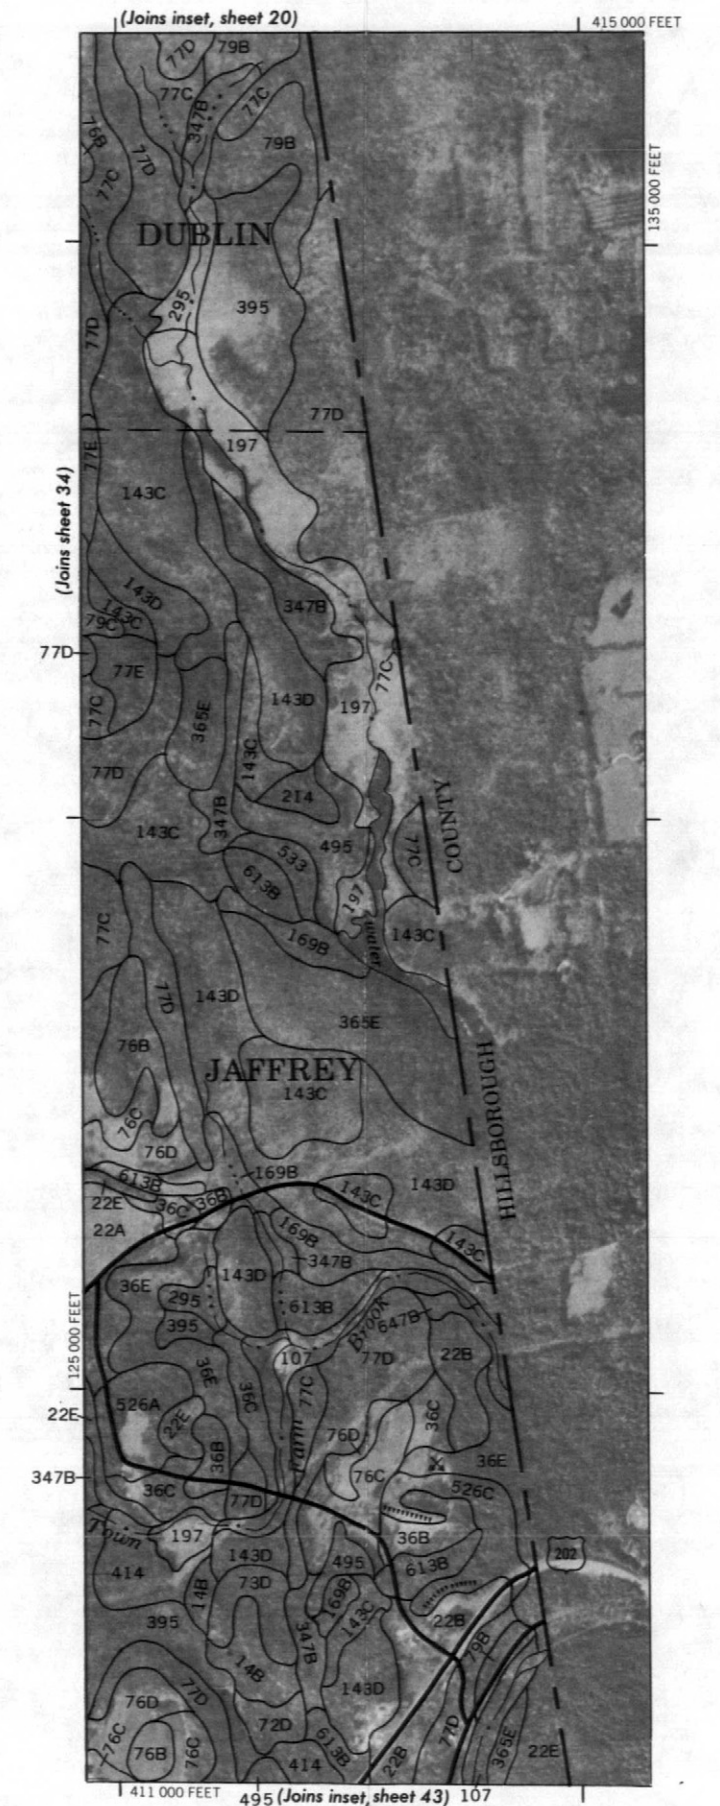 (Joins inset, sheet 20)
415 000 FEET
77D
79B
77C
347B
77C
76B
79B
77D
77C
135 000 FEET
DUBLIN
295
395
77D
77D
197
77E
143C
(Joins sheet 34)
143D
143C
79C
347B
77D
77E
77C
77C
365E
143D
197
77D
143C
214
347B
143C
COUNTY
495
533
77C
613B
197
water
77C
169B
143C
77D
143D
365E
76B
JAFFREY
143C
HILLSBOROUGH
76C
76D
169B
613B
143D
143C
22E
36C
36B
22A
169B
143C
347B
143D
36E
295
613B
125 000 FEET
395
Brook
647B
107
77D
22B
36E
36C
77C
526A
22E
22E
36C
Farm
76D
36B
36E
76C
347B
36C
77D
526C
Town
197
36B
143D
495
613B
202
414
73D
14B
169B
143C
22B
395
347B
79B
14B
77D
143D
76D
72D
613B
77D
76C
76B
76C
414
22B
365E
22E
411 000 FEET
495
(Joins inset, sheet 43)
107